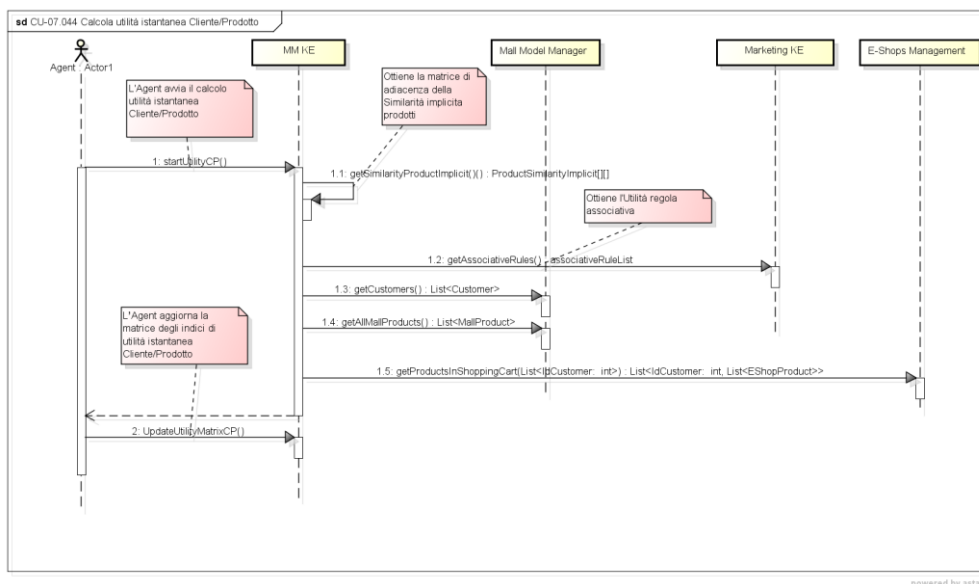 sd CU-07.044 Calcola utilità istantanea Cliente/Prodotto
Agent : Actor1
MM KE
Mall Model Manager
Marketing KE
E-Shops Management
L'Agent avvia il calcolo
utilità istantanea
Cliente/Prodotto
Ottiene la matrice di
adiacenza della
Similarità implicita
prodotti
1: startUtilityCP()
1.1: getSimilarityProductImplicit()() : ProductSimilarityImplicit[][]
Ottiene l'Utilità regola
associativa
1.2: getAssociativeRules() : associativeRuleList
1.3: getCustomers() : List<Customer>
L'Agent aggiorna la
matrice degli indici di
utilità istantanea
Cliente/Prodotto
1.4: getAllMallProducts() : List<MallProduct>
1.5: getProductsInShoppingCart(List<IdCustomer: int>) : List<IdCustomer: int, List<EShopProduct>>
2: UpdateUtilityMatrixCP()
powered by